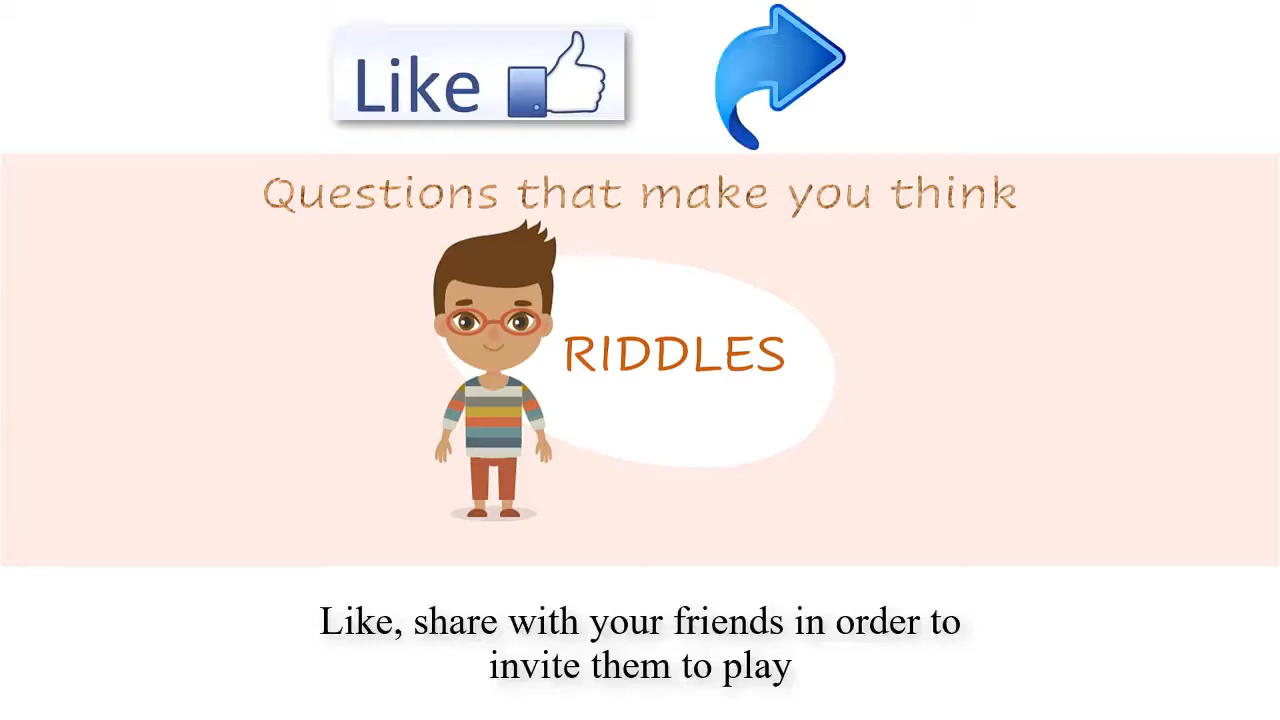 Like
Questions that make you think
RIDDLES
Like, share with your friends in order to
invite them to play